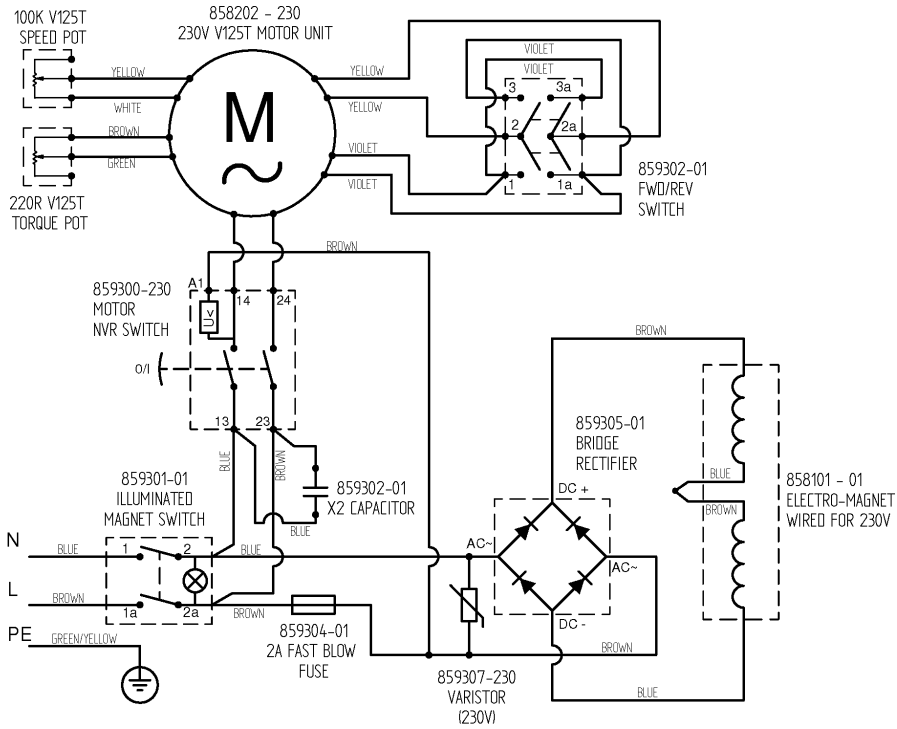 100K V125T
SPEED POT
858202 - 230
230V V125T MOTOR UNIT
YELLOW
WHITE
BROWN
GREEN
220R V125T
TORQUE POT
M
YELLOW
YELLOW
VIOLET
VIOLET
VIOLET
VIOLET
3
3a
2
2a
1
1a
859302-01
FWD/REV
SWITCH
BROWN
859300-230
MOTOR
NVR SWITCH
A1
14
24
U<
O/I
13
23
BLUE
BROWN
859302-01
X2 CAPACITOR
BLUE
859301-01
ILLUMINATED
MAGNET SWITCH
N
BLUE
1
2
BLUE
L
BROWN
1a
2a
BROWN
PE
GREEN/YELLOW
859304-01
2A FAST BLOW
FUSE
859307-230
VARISTOR
(230V)
859305-01
BRIDGE
RECTIFIER
DC +
AC~
AC~
DC -
BROWN
BROWN
BLUE
BLUE
BROWN
858101 - 01
ELECTRO-MAGNET
WIRED FOR 230V